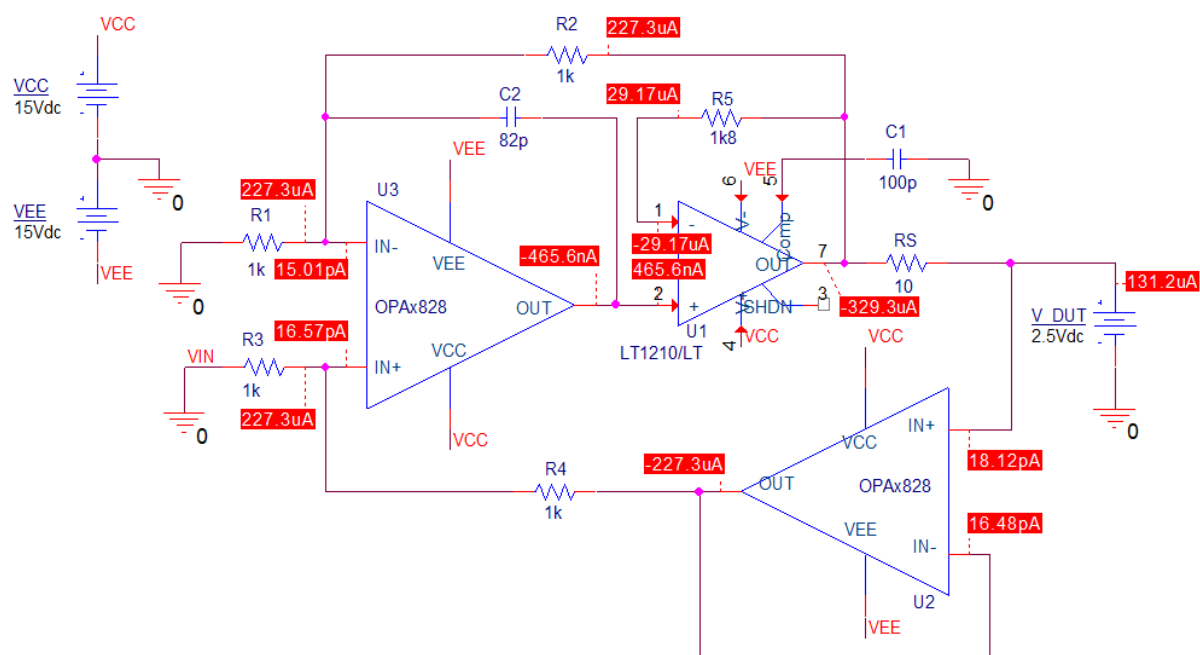 VCC
VCC
15Vdc
VEE
15Vdc
VEE
0
R2
227.3uA
1k
C2
82p
29.17uA
R5
1k8
C1
100p
0
VEE
U3
227.3uA
R1
1k
0
IN-
15.01pA
VEE
OPAx828
-465.6nA
OUT
16.57pA
IN+
VCC
VIN
R3
1k
0
227.3uA
VCC
VEE
6
5
1
-
V-
Comp
-29.17uA
465.6nA
2
+
OUT
7
V+
SHDN
3
-329.3uA
U1
4
VCC
LT1210/LT
RS
10
-131.2uA
V_DUT
2.5Vdc
0
VCC
VCC
IN+
18.12pA
OUT
OPAx828
-227.3uA
R4
1k
VEE
IN-
16.48pA
U2
VEE